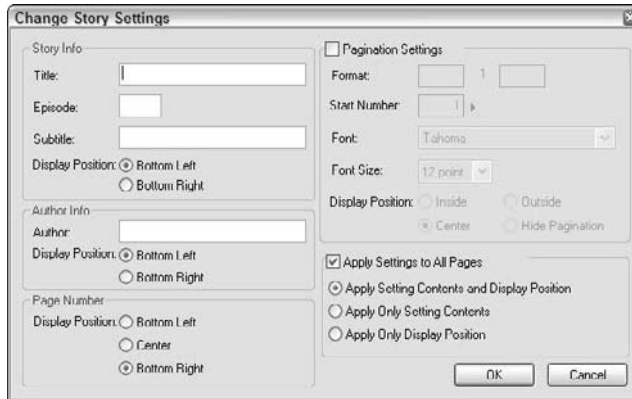 Change Story Settings
Story Info
Title:
Episode:
Subtitle:
Display Position: Bottom Left
Bottom Right
Author Info
Author:
Display Position: Bottom Left
Bottom Right
Page Number
Display Position: Bottom Left
Center
Bottom Right
Pagination Settings
Format: 1
Start Number: 1
Font: Tahoma
Font Size: 12 point
Display Position: Inside Outside
Center Hide Pagination
Apply Settings to All Pages
Apply Setting Contents and Display Position
Apply Only Setting Contents
Apply Only Display Position
OK Cancel